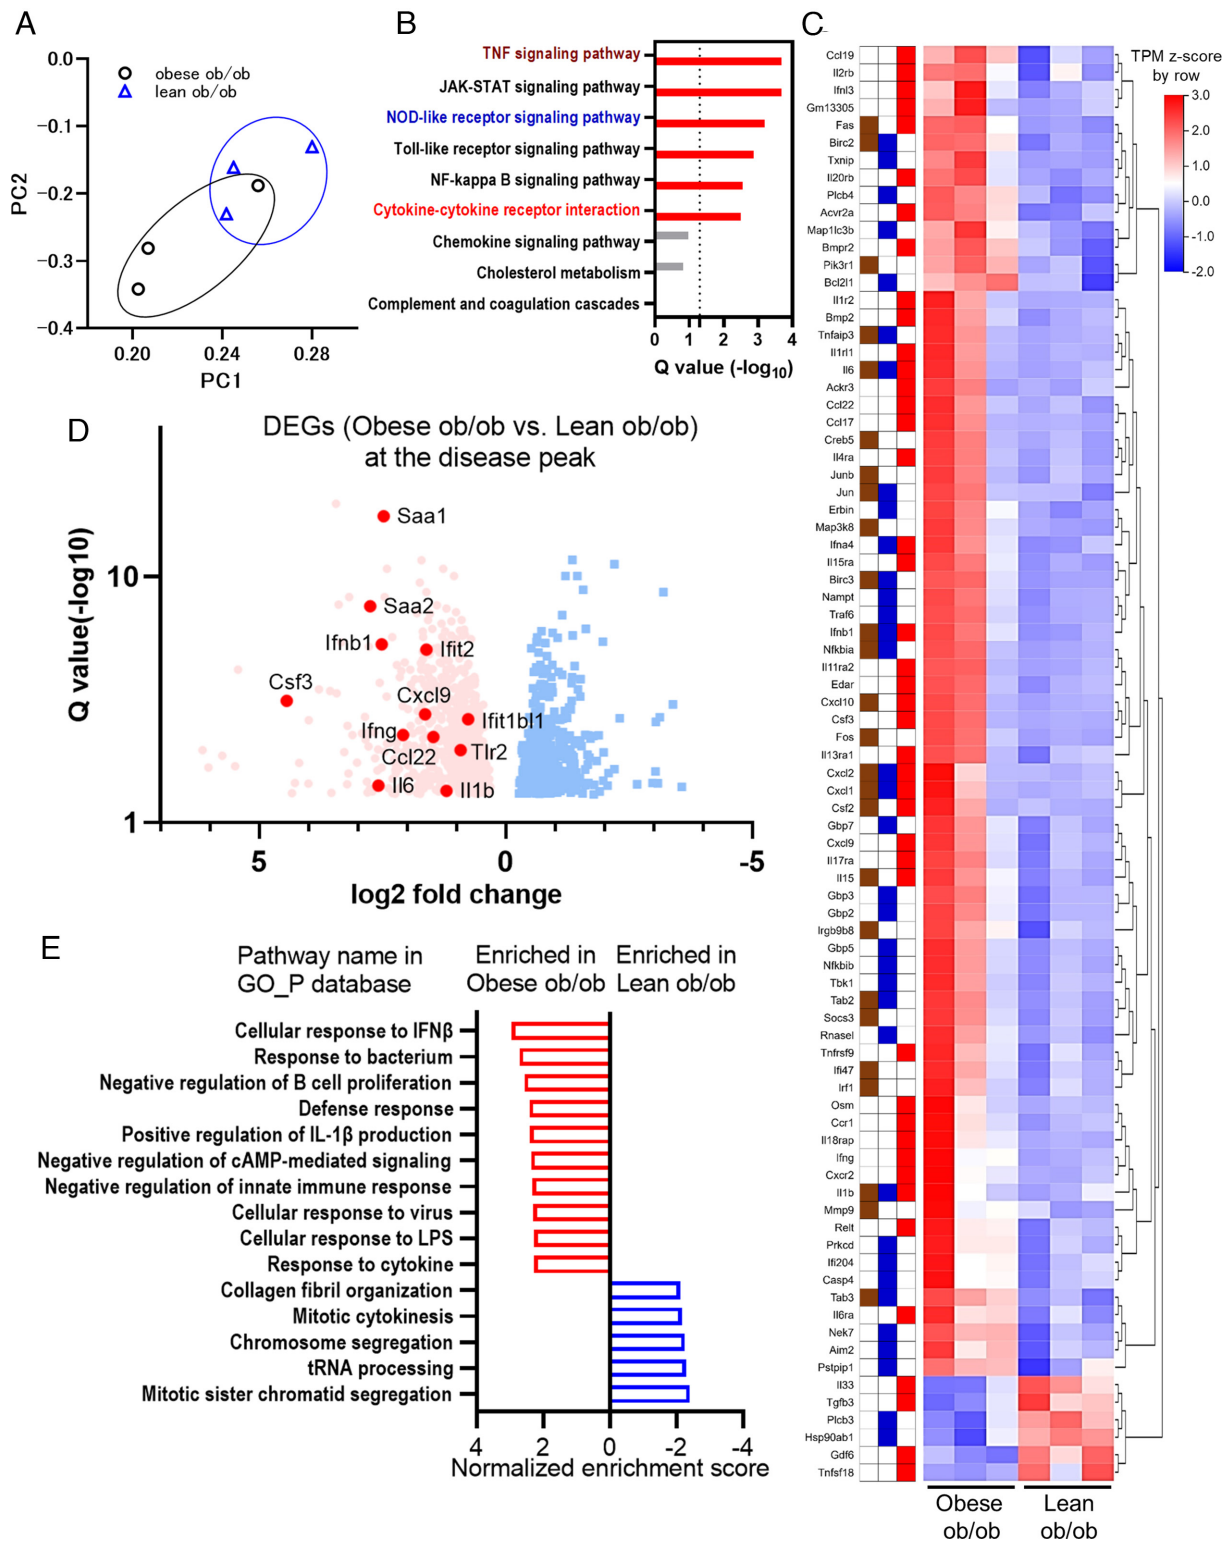 A
0.0
−0.1
−0.2
−0.3
−0.4
PC2
obese ob/ob
lean ob/ob
0.20
0.24
0.28
PC1
B
TNF signaling pathway
JAK-STAT signaling pathway
NOD-like receptor signaling pathway
Toll-like receptor signaling pathway
NF-kappa B signaling pathway
Cytokine-cytokine receptor interaction
Chemokine signaling pathway
Cholesterol metabolism
Complement and coagulation cascades
0
1
2
3
4
Q value (-log10)
C
TPM z-score
by row
3.0
2.0
1.0
0.0
-1.0
-2.0
Ccl19
Il2rb
Ifnl3
Gm13305
Fas
Birc2
Txnip
Il20rb
Plcb4
Acvr2a
Map1lc3b
Bmpr2
Pik3r1
Bcl2l1
Il1r2
Bmp2
Tnfaip3
Il1rl1
Il6
Ackr3
Ccl22
Ccl17
Creb5
Il4ra
Junb
Jun
Erbin
Map3k8
Ifna4
Il15ra
Birc3
Nampt
Traf6
Ifnb1
Nfkbia
Il11ra2
Edar
Cxcl10
Csf3
Fos
Il13ra1
Cxcl2
Cxcl1
Csf2
Gbp7
Cxcl9
Il17ra
Il15
Gbp3
Gbp2
Irgb9b8
Gbp5
Nfkbib
Tbk1
Tab2
Socs3
Rnasel
Tnfrsf9
Ifi47
Irf1
Osm
Ccr1
Il18rap
Ifng
Cxcr2
Il1b
Mmp9
Relt
Prkcd
Ifi204
Casp4
Tab3
Il6ra
Nek7
Aim2
Pstpip1
Il33
Tgfb3
Plcb3
Hsp90ab1
Gdf6
Tnfsf18
Obese
ob/ob
Lean
ob/ob
D
DEGs (Obese ob/ob vs. Lean ob/ob)
at the disease peak
Q value(-log10)
10
1
Saa1
Saa2
Ifnb1
Ifit2
Csf3
Cxcl9
Ifng
Ifit1bl1
Ccl22
Tlr2
Il6
Il1b
5
0
-5
log2 fold change
E
Pathway name in
GO_P database
Enriched in
Obese ob/ob
Enriched in
Lean ob/ob
Cellular response to IFNβ
Response to bacterium
Negative regulation of B cell proliferation
Defense response
Positive regulation of IL-1β production
Negative regulation of cAMP-mediated signaling
Negative regulation of innate immune response
Cellular response to virus
Cellular response to LPS
Response to cytokine
Collagen fibril organization
Mitotic cytokinesis
Chromosome segregation
tRNA processing
Mitotic sister chromatid segregation
4
2
0
-2
-4
Normalized enrichment score